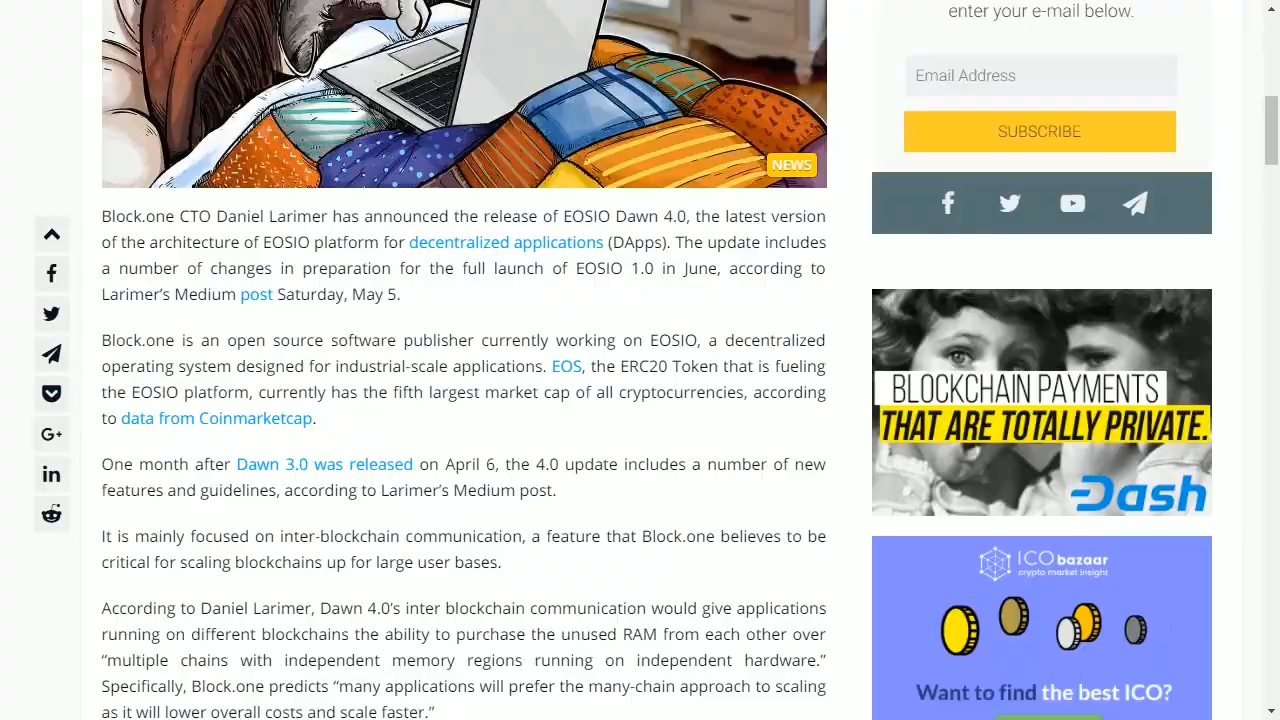 enter your e-mail below.
Email Address
SUBSCRIBE
NEWS
Block.one CTO Daniel Larimer has announced the release of EOSIO Dawn 4.0, the latest version
of the architecture of EOSIO platform for decentralized applications (DApps). The update includes
a number of changes in preparation for the full launch of EOSIO 1.0 in June, according to
Larimer’s Medium post Saturday, May 5.
Block.one is an open source software publisher currently working on EOSIO, a decentralized
operating system designed for industrial-scale applications. EOS, the ERC20 Token that is fueling
the EOSIO platform, currently has the fifth largest market cap of all cryptocurrencies, according
to data from Coinmarketcap.
One month after Dawn 3.0 was released on April 6, the 4.0 update includes a number of new
features and guidelines, according to Larimer’s Medium post.
It is mainly focused on inter-blockchain communication, a feature that Block.one believes to be
critical for scaling blockchains up for large user bases.
According to Daniel Larimer, Dawn 4.0’s inter blockchain communication would give applications
running on different blockchains the ability to purchase the unused RAM from each other over
“multiple chains with independent memory regions running on independent hardware.”
Specifically, Block.one predicts “many applications will prefer the many-chain approach to scaling
as it will lower overall costs and scale faster.”
G+
in
BLOCKCHAIN PAYMENTS
THAT ARE TOTALLY PRIVATE.
Dash
ICO bazaar
crypto market insight
Want to find the best ICO?